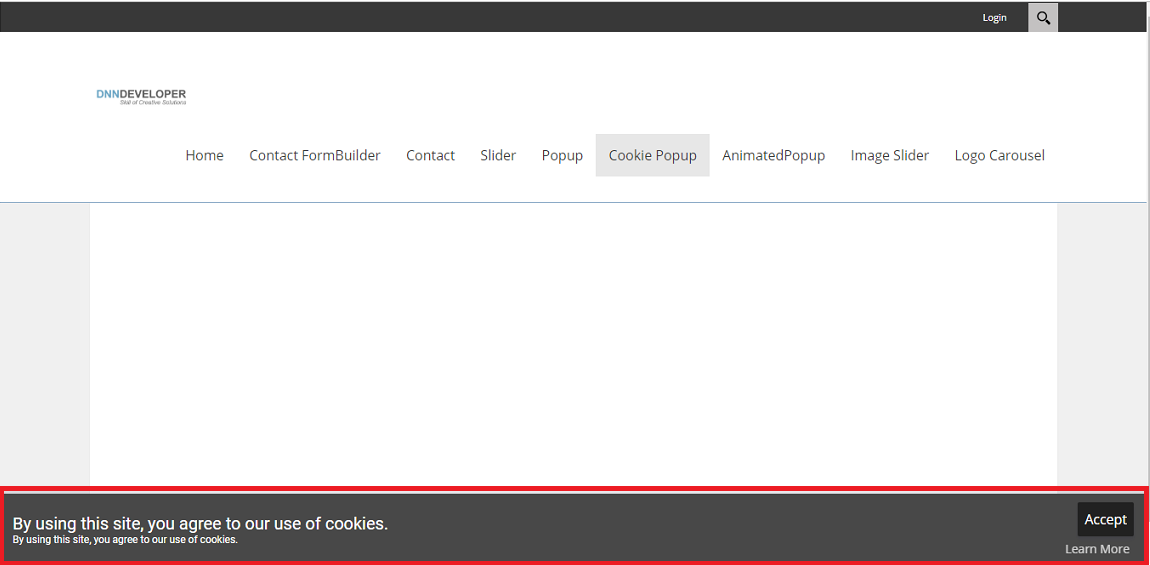 Login
DNNDEVELOPER
Stall of Creative Solutions
Home Contact FormBuilder Contact Slider Popup Cookie Popup AnimatedPopup Image Slider Logo Carousel
By using this site, you agree to our use of cookies.
By using this site, you agree to our use of cookies.
Accept
Learn More